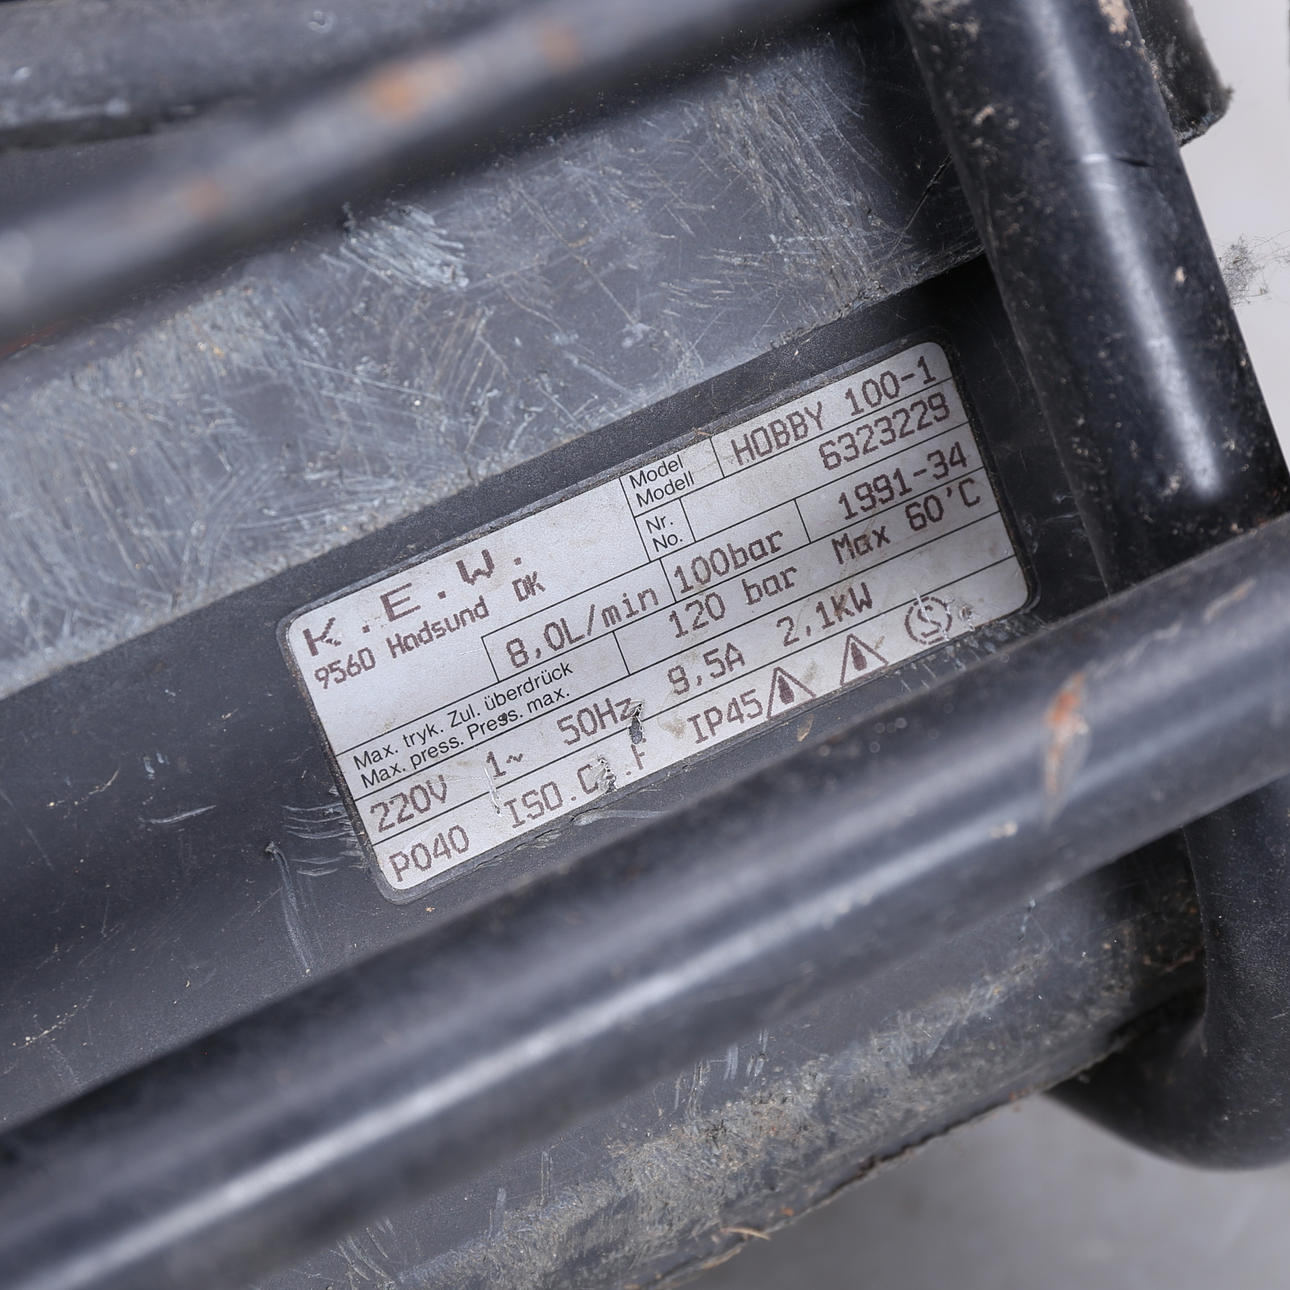 K.E.W.
9560 Hadsund DK
Model
Modell
HOBBY 100-1
Nr.
No.
6323229
8,0L/min 100bar 1991-34
Max. tryk. Zul. überdrück
Max. press. Press. max.
120 bar Max 60'C
220V 1~ 50Hz 9,5A 2,1KW
P040 IP45